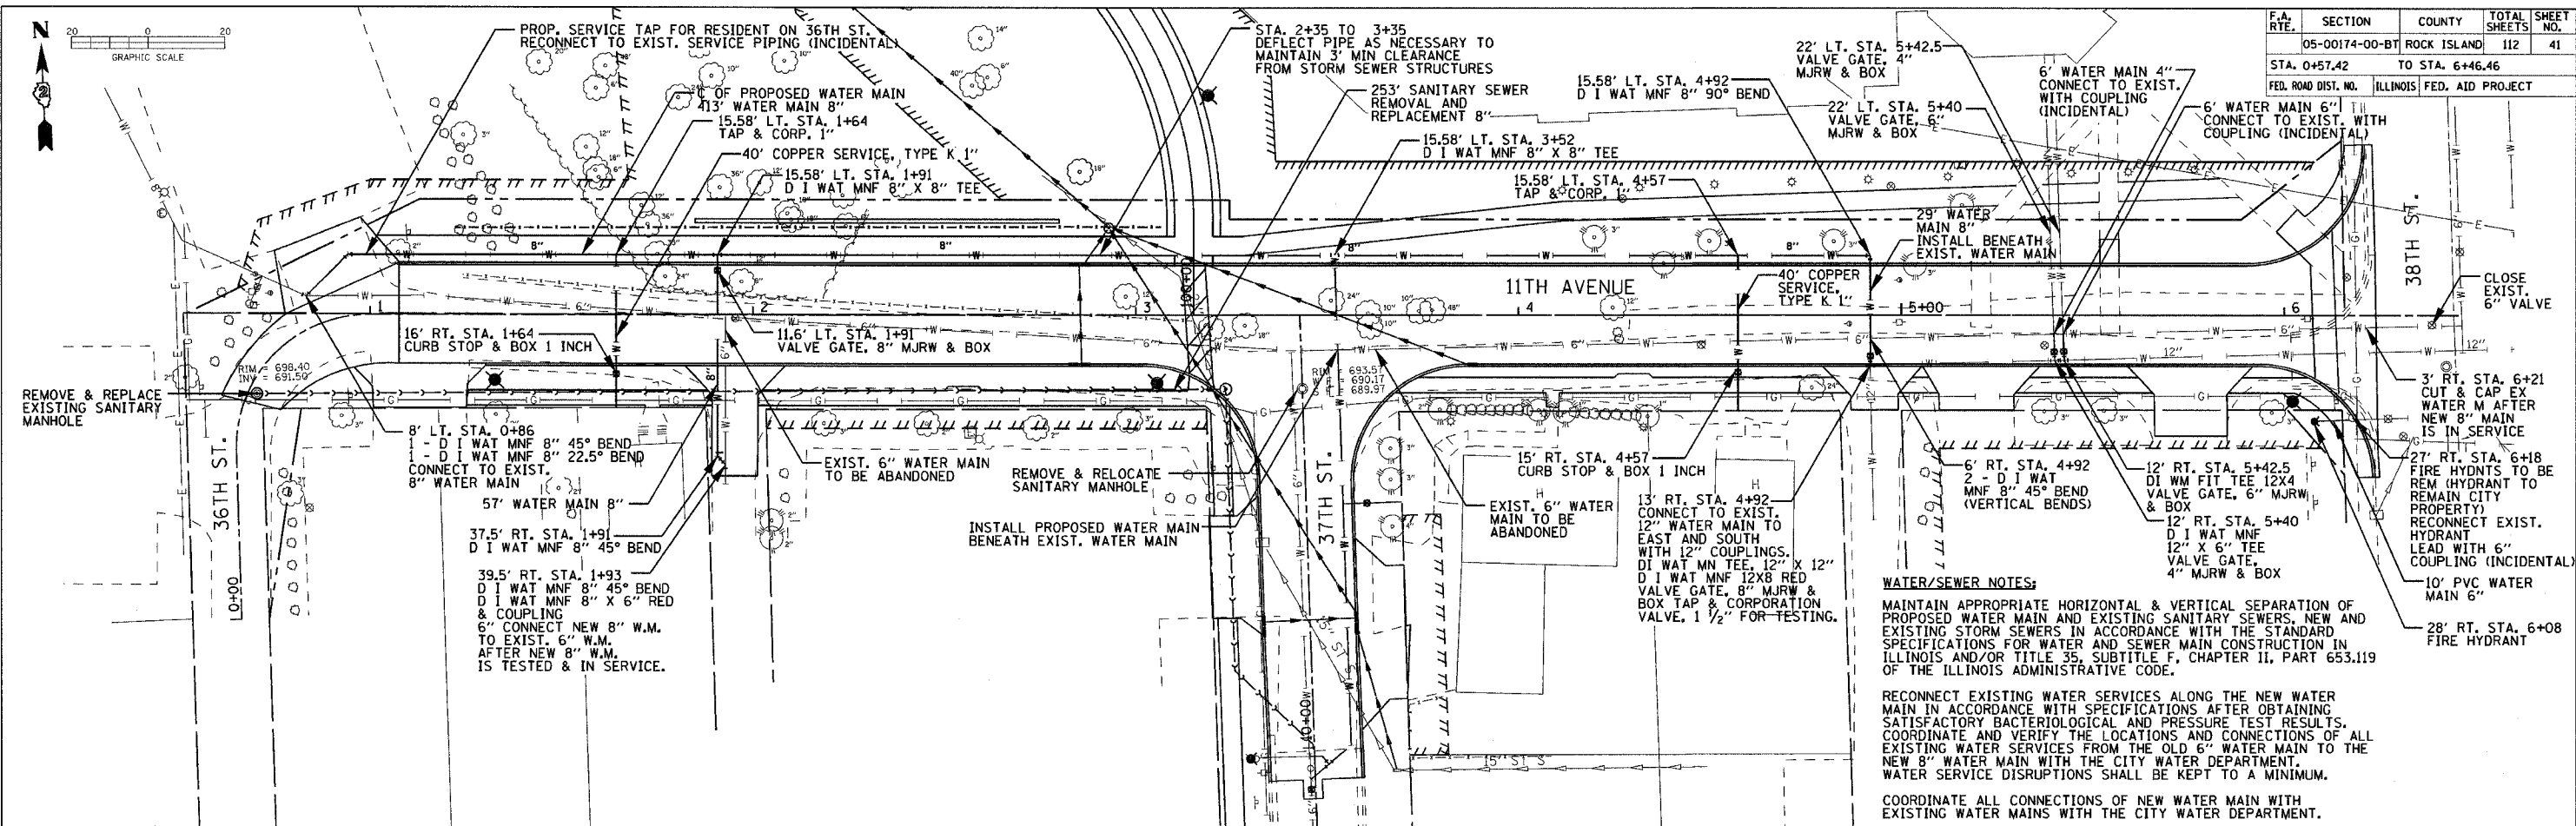 N
20 0 20
GRAPHIC SCALE
PROP. SERVICE TAP FOR RESIDENT ON 36TH ST.
RECONNECT TO EXIST. SERVICE PIPING (INCIDENTAL)
℄ OF PROPOSED WATER MAIN
413' WATER MAIN 8"
15.58' LT. STA. 1+64
TAP & CORP. 1"
40' COPPER SERVICE, TYPE K 1"
15.58' LT. STA. 1+91
D I WAT MNF 8" X 8" TEE
STA. 2+35 TO 3+35
DEFLECT PIPE AS NECESSARY TO
MAINTAIN 3' MIN CLEARANCE
FROM STORM SEWER STRUCTURES
253' SANITARY SEWER
REMOVAL AND
REPLACEMENT 8"
15.58' LT. STA. 3+52
D I WAT MNF 8" X 8" TEE
15.58' LT. STA. 4+92
D I WAT MNF 8" 90° BEND
15.58' LT. STA. 4+57
TAP & CORP. 1"
22' LT. STA. 5+42.5
VALVE GATE, 4"
MJRW & BOX
22' LT. STA. 5+40
VALVE GATE, 6"
MJRW & BOX
6' WATER MAIN 4"
CONNECT TO EXIST.
WITH COUPLING
(INCIDENTAL)
6' WATER MAIN 6"
CONNECT TO EXIST. WITH
COUPLING (INCIDENTAL)
F.A. RTE. SECTION COUNTY TOTAL SHEETS SHEET NO.
05-00174-00-BT ROCK ISLAND 112 41
STA. 0+57.42 TO STA. 6+46.46
FED. ROAD DIST. NO. ILLINOIS FED. AID PROJECT
29' WATER
MAIN 8"
INSTALL BENEATH
EXIST. WATER MAIN
40' COPPER
SERVICE,
TYPE K 1"
11TH AVENUE
1 2 3 4 5+00 6
38TH ST.
CLOSE
EXIST.
6" VALVE
16' RT. STA. 1+64
CURB STOP & BOX 1 INCH
11.6' LT. STA. 1+91
VALVE GATE, 8" MJRW & BOX
RIM = 698.40
INV = 691.50
REMOVE & REPLACE
EXISTING SANITARY
MANHOLE
8' LT. STA. 0+86
1 - D I WAT MNF 8" 45° BEND
1 - D I WAT MNF 8" 22.5° BEND
CONNECT TO EXIST.
8" WATER MAIN
57' WATER MAIN 8"
37.5' RT. STA. 1+91
D I WAT MNF 8" 45° BEND
39.5' RT. STA. 1+93
D I WAT MNF 8" 45° BEND
D I WAT MNF 8" X 6" RED
& COUPLING
6" CONNECT NEW 8" W.M.
TO EXIST. 6" W.M.
AFTER NEW 8" W.M.
IS TESTED & IN SERVICE.
36TH ST.
0+00
EXIST. 6" WATER MAIN
TO BE ABANDONED
REMOVE & RELOCATE
SANITARY MANHOLE
INSTALL PROPOSED WATER MAIN
BENEATH EXIST. WATER MAIN
693.57
690.17
689.97
37TH ST.
EXIST. 6" WATER
MAIN TO BE
ABANDONED
15' RT. STA. 4+57
CURB STOP & BOX 1 INCH
13' RT. STA. 4+92
CONNECT TO EXIST.
12" WATER MAIN TO
EAST AND SOUTH
WITH 12" COUPLINGS.
DI WAT MN TEE, 12" X 12"
D I WAT MNF 12X8 RED
VALVE GATE, 8" MJRW &
BOX TAP & CORPORATION
VALVE, 1 1/2" FOR TESTING.
6' RT. STA. 4+92
2 - D I WAT
MNF 8" 45° BEND
(VERTICAL BENDS)
12' RT. STA. 5+42.5
DI WM FIT TEE 12X4
VALVE GATE, 6" MJRW
& BOX
12' RT. STA. 5+40
D I WAT MNF
12" X 6" TEE
VALVE GATE,
4" MJRW & BOX
3' RT. STA. 6+21
CUT & CAP EX
WATER M AFTER
NEW 8" MAIN
IS IN SERVICE
27' RT. STA. 6+18
FIRE HYDNTS TO BE
REM (HYDRANT TO
REMAIN CITY
PROPERTY)
RECONNECT EXIST.
HYDRANT
LEAD WITH 6"
COUPLING (INCIDENTAL)
10' PVC WATER
MAIN 6"
28' RT. STA. 6+08
FIRE HYDRANT
WATER/SEWER NOTES:
MAINTAIN APPROPRIATE HORIZONTAL & VERTICAL SEPARATION OF
PROPOSED WATER MAIN AND EXISTING SANITARY SEWERS, NEW AND
EXISTING STORM SEWERS IN ACCORDANCE WITH THE STANDARD
SPECIFICATIONS FOR WATER AND SEWER MAIN CONSTRUCTION IN
ILLINOIS AND/OR TITLE 35, SUBTITLE F, CHAPTER II, PART 653.119
OF THE ILLINOIS ADMINISTRATIVE CODE.
RECONNECT EXISTING WATER SERVICES ALONG THE NEW WATER
MAIN IN ACCORDANCE WITH SPECIFICATIONS AFTER OBTAINING
SATISFACTORY BACTERIOLOGICAL AND PRESSURE TEST RESULTS.
COORDINATE AND VERIFY THE LOCATIONS AND CONNECTIONS OF ALL
EXISTING WATER SERVICES FROM THE OLD 6" WATER MAIN TO THE
NEW 8" WATER MAIN WITH THE CITY WATER DEPARTMENT.
WATER SERVICE DISRUPTIONS SHALL BE KEPT TO A MINIMUM.
COORDINATE ALL CONNECTIONS OF NEW WATER MAIN WITH
EXISTING WATER MAINS WITH THE CITY WATER DEPARTMENT.